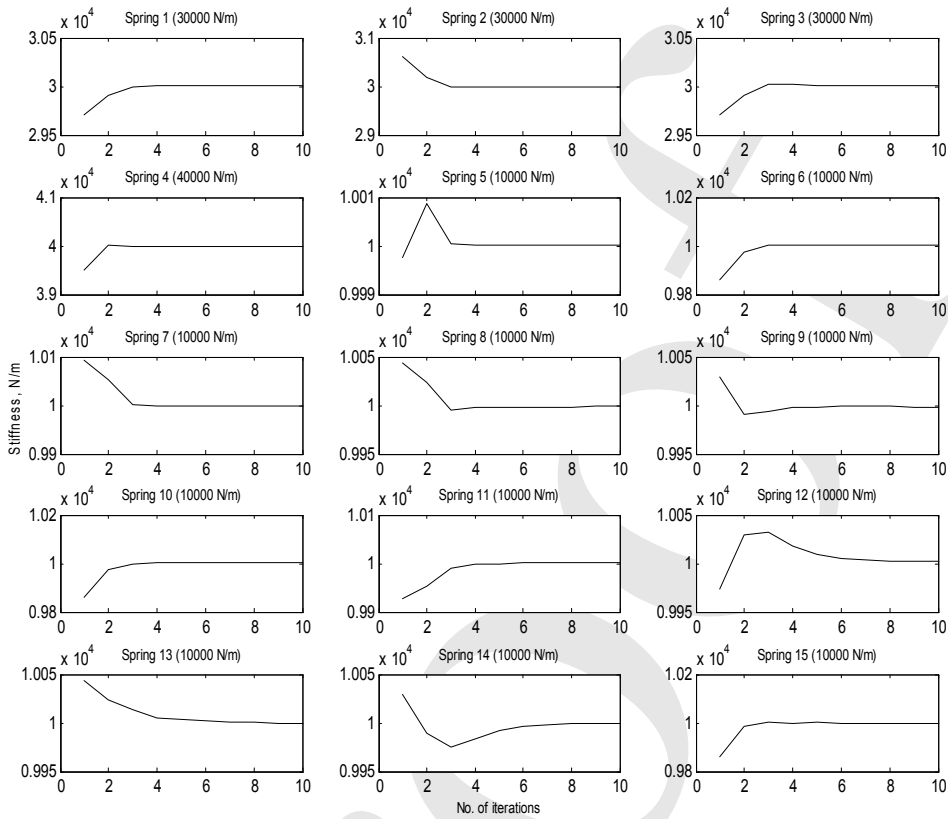 x 10^4 Spring 1 (30000 N/m)
3.05
3
2.95
0 2 4 6 8 10
x 10^4 Spring 2 (30000 N/m)
3.1
3
2.9
0 2 4 6 8 10
x 10^4 Spring 3 (30000 N/m)
3.05
3
2.95
0 2 4 6 8 10
x 10^4 Spring 4 (40000 N/m)
4.1
4
3.9
0 2 4 6 8 10
x 10^4 Spring 5 (10000 N/m)
1.001
1
0.999
0 2 4 6 8 10
x 10^4 Spring 6 (10000 N/m)
1.02
1
0.98
0 2 4 6 8 10
Stiffness, N/m
x 10^4 Spring 7 (10000 N/m)
1.01
1
0.99
0 2 4 6 8 10
x 10^4 Spring 8 (10000 N/m)
1.005
1
0.995
0 2 4 6 8 10
x 10^4 Spring 9 (10000 N/m)
1.005
1
0.995
0 2 4 6 8 10
x 10^4 Spring 10 (10000 N/m)
1.02
1
0.98
0 2 4 6 8 10
x 10^4 Spring 11 (10000 N/m)
1.01
1
0.99
0 2 4 6 8 10
x 10^4 Spring 12 (10000 N/m)
1.005
1
0.995
0 2 4 6 8 10
x 10^4 Spring 13 (10000 N/m)
1.005
1
0.995
0 2 4 6 8 10
x 10^4 Spring 14 (10000 N/m)
1.005
1
0.995
0 2 4 6 8 10
x 10^4 Spring 15 (10000 N/m)
1.02
1
0.98
0 2 4 6 8 10
No. of iterations